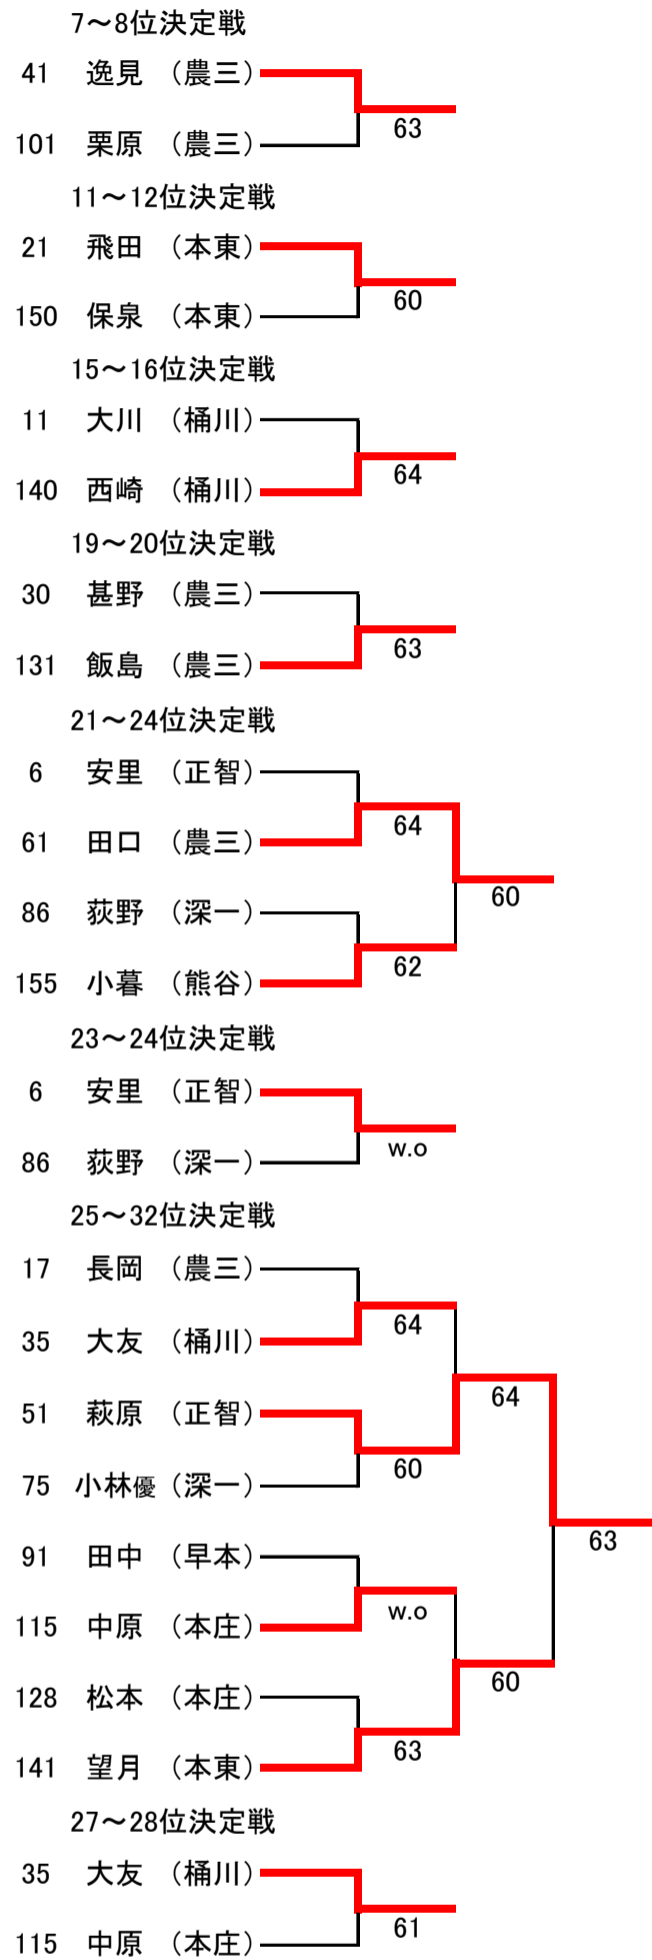 7～8位決定戦
41 逸見 （農三）
63
101 栗原 （農三）
11～12位決定戦
21 飛田 （本東）
60
150 保泉 （本東）
15～16位決定戦
11 大川 （桶川）
64
140 西崎 （桶川）
19～20位決定戦
30 甚野 （農三）
63
131 飯島 （農三）
21～24位決定戦
6 安里 （正智）
64
61 田口 （農三）
60
86 荻野 （深一）
62
155 小暮 （熊谷）
23～24位決定戦
6 安里 （正智）
w.o
86 荻野 （深一）
25～32位決定戦
17 長岡 （農三）
64
35 大友 （桶川）
64
51 萩原 （正智）
60
75 小林優 （深一）
63
91 田中 （早本）
w.o
115 中原 （本庄）
60
128 松本 （本庄）
63
141 望月 （本東）
27～28位決定戦
35 大友 （桶川）
61
115 中原 （本庄）